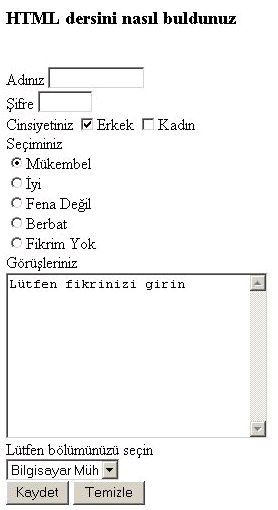 HTML dersini nasıl buldunuz
Adınız
Şifre
Cinsiyetiniz Erkek Kadın
Seçiminiz
Mükembel
İyi
Fena Değil
Berbat
Fikrim Yok
Görüşleriniz
Lütfen fikrinizi girin
Lütfen bölümünüzü seçin
Bilgisayar Müh
Kaydet Temizle